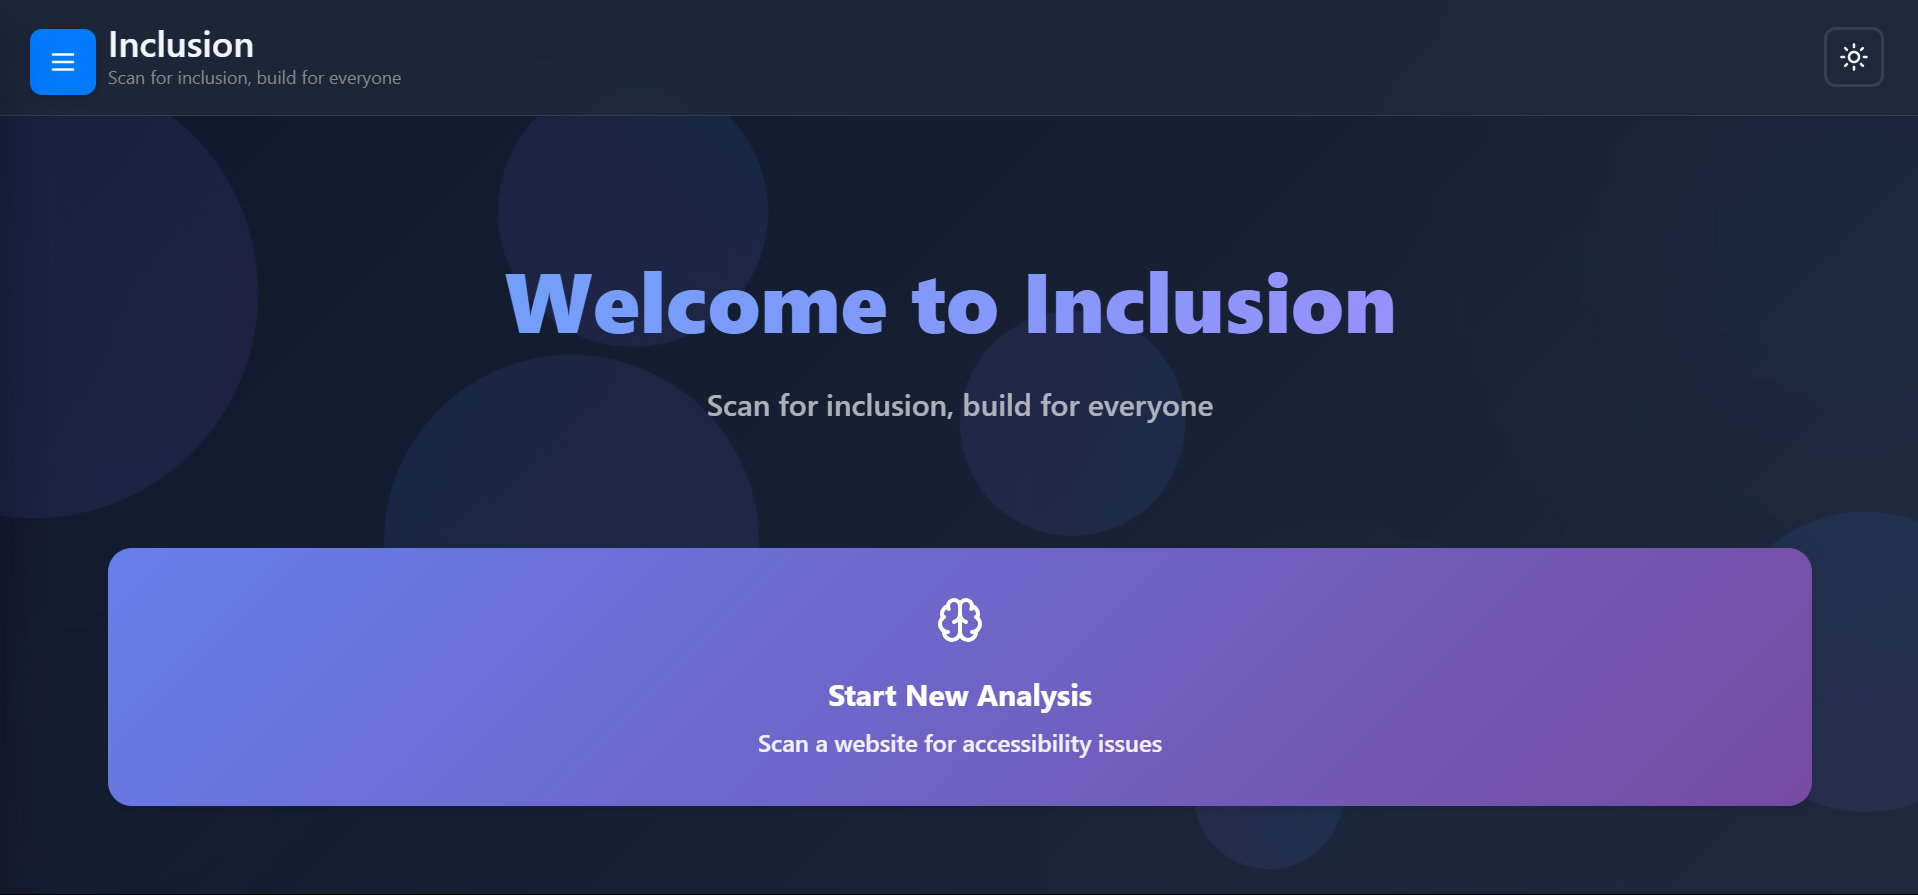 Inclusion
Scan for inclusion, build for everyone
Welcome to Inclusion
Scan for inclusion, build for everyone
Start New Analysis
Scan a website for accessibility issues